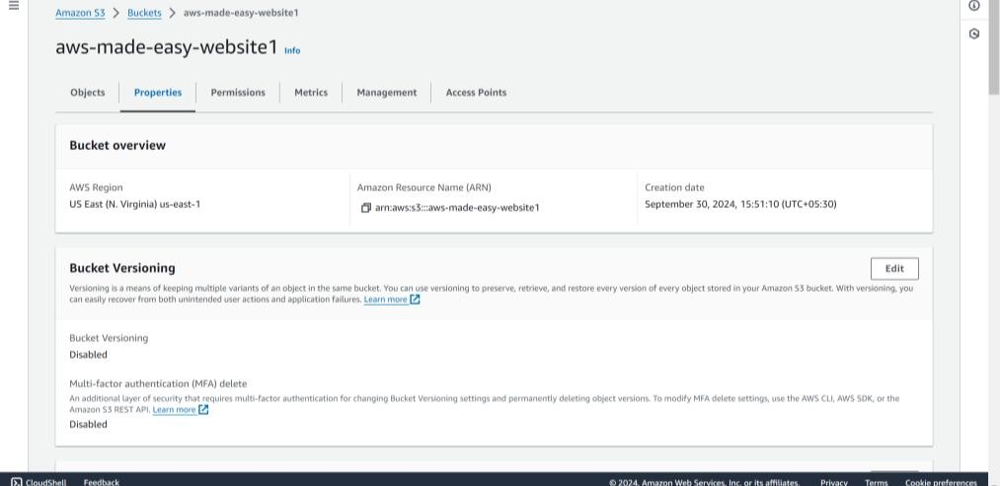 Amazon S3 > Buckets > aws-made-easy-website1
aws-made-easy-website1 Info
Objects Properties Permissions Metrics Management Access Points
Bucket overview
AWS Region
US East (N. Virginia) us-east-1
Amazon Resource Name (ARN)
arn:aws:s3:::aws-made-easy-website1
Creation date
September 30, 2024, 15:51:10 (UTC+05:30)
Bucket Versioning
Edit
Versioning is a means of keeping multiple variants of an object in the same bucket. You can use versioning to preserve, retrieve, and restore every version of every object stored in your Amazon S3 bucket. With versioning, you
can easily recover from both unintended user actions and application failures. Learn more
Bucket Versioning
Disabled
Multi-factor authentication (MFA) delete
An additional layer of security that requires multi-factor authentication for changing Bucket Versioning settings and permanently deleting object versions. To modify MFA delete settings, use the AWS CLI, AWS SDK, or the
Amazon S3 REST API. Learn more
Disabled
CloudShell Feedback © 2024, Amazon Web Services, Inc. or its affiliates. Privacy Terms Cookie preferences